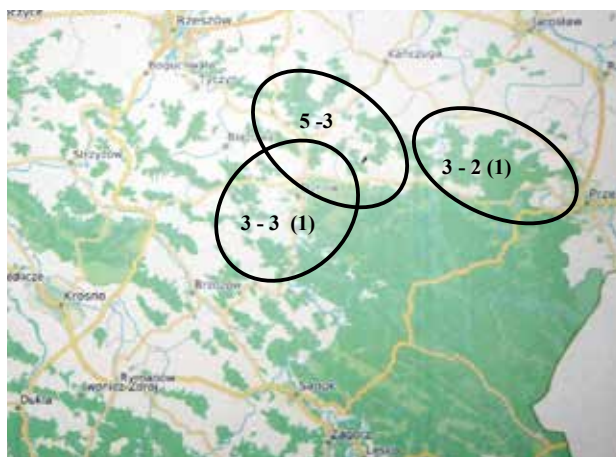 Rzeszów
Jarosław
Boguchwała
Kańczuga
Tyczyn
5 -3
Strzyżów
3 - 2 (1)
3 - 3 (1)
Brzozów
Krosno
Rymanów
Iwonicz-Zdrój
Sanok
Dukla
Zagórz
Lesko